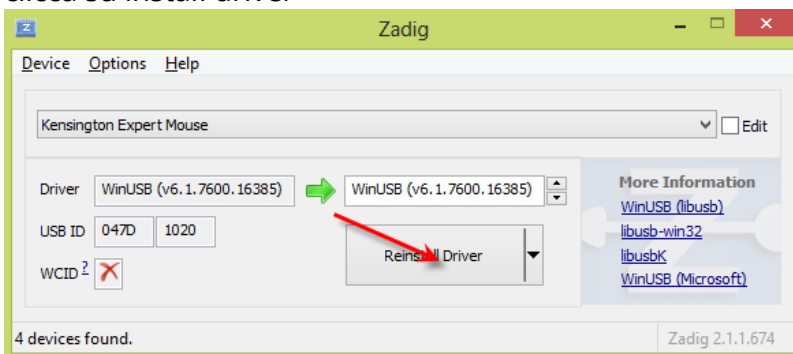 Zadig
Device Options Help
Kensington Expert Mouse Edit
Driver WinUSB (v6.1.7600.16385) WinUSB (v6.1.7600.16385)
USB ID 047D 1020
WCID ?
Reinstall Driver
More Information
WinUSB (libusb)
libusb-win32
libusbK
WinUSB (Microsoft)
4 devices found. Zadig 2.1.1.674